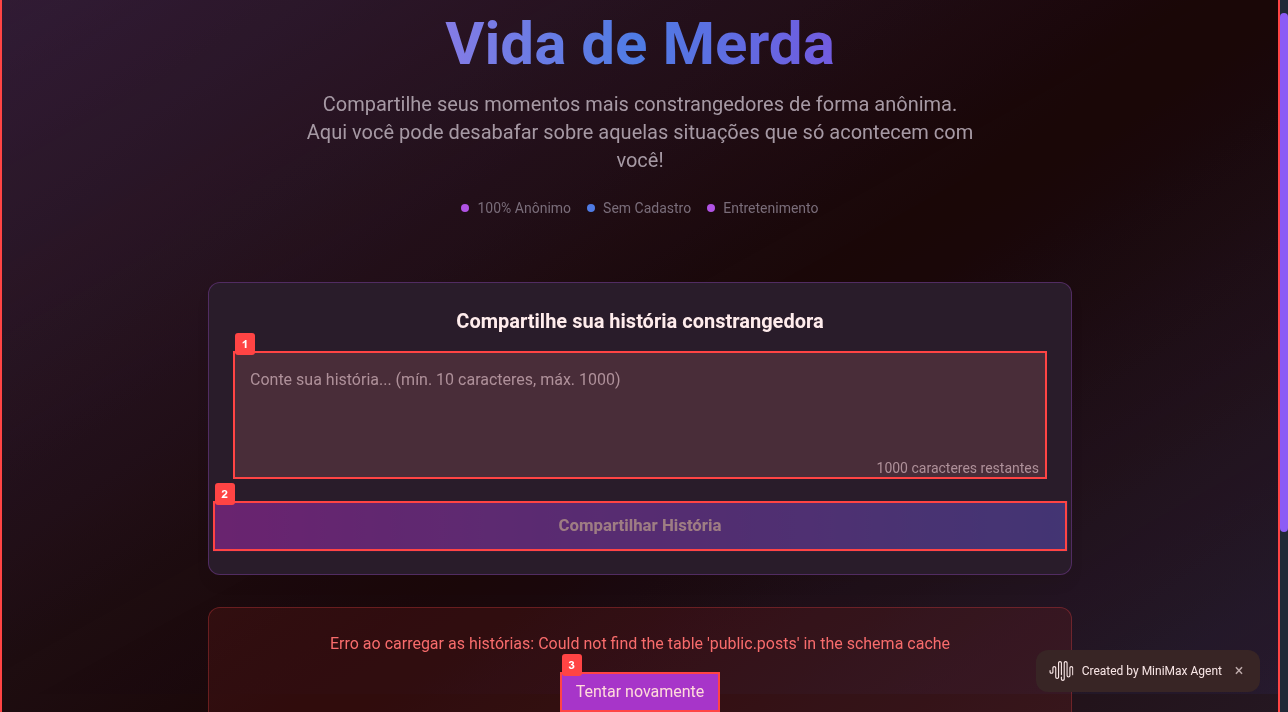 Vida de Merda
Compartilhe seus momentos mais constrangedores de forma anônima.
Aqui você pode desabafar sobre aquelas situações que só acontecem com
você!
100% Anônimo
Sem Cadastro
Entretenimento
Compartilhe sua história constrangedora
1
Conte sua história... (mín. 10 caracteres, máx. 1000)
1000 caracteres restantes
2
Compartilhar História
Erro ao carregar as histórias: Could not find the table 'public.posts' in the schema cache
3
Tentar novamente
Created by MiniMax Agent ×